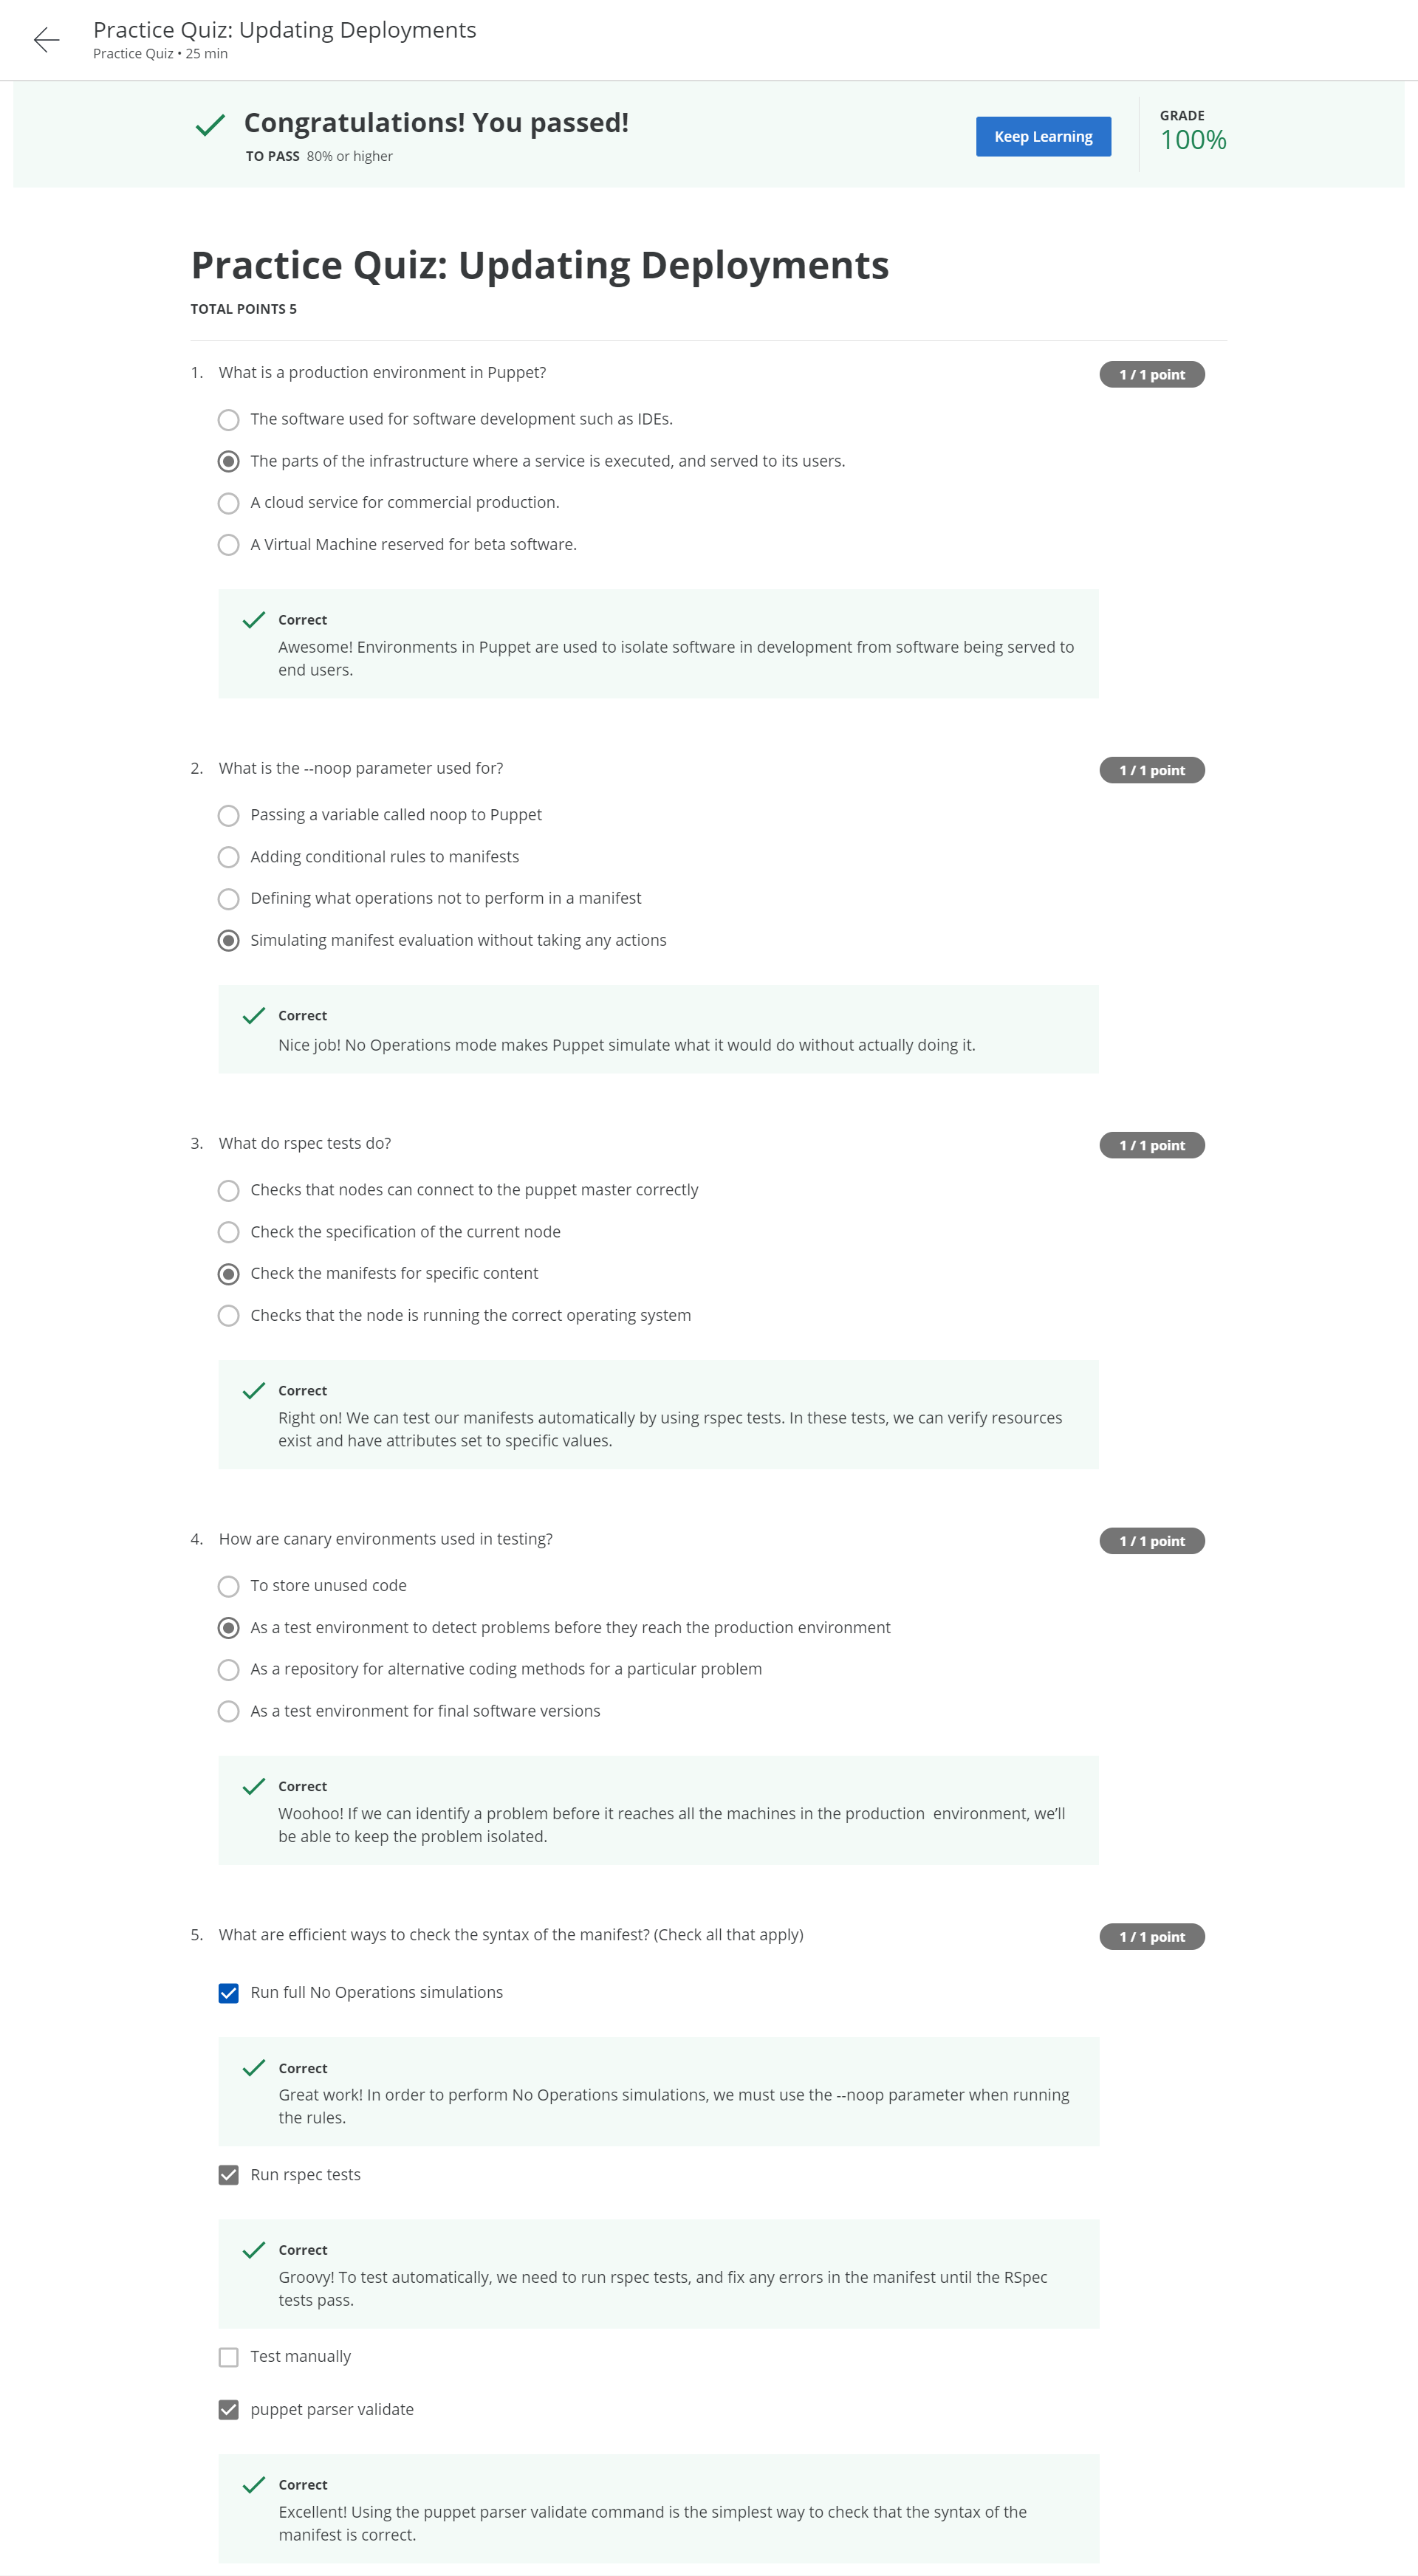 Practice Quiz: Updating Deployments
Practice Quiz • 25 min
Congratulations! You passed!
TO PASS 80% or higher
Keep Learning
GRADE
100%
Practice Quiz: Updating Deployments
TOTAL POINTS 5
1. What is a production environment in Puppet?
1 / 1 point
The software used for software development such as IDEs.
The parts of the infrastructure where a service is executed, and served to its users.
A cloud service for commercial production.
A Virtual Machine reserved for beta software.
Correct
Awesome! Environments in Puppet are used to isolate software in development from software being served to
end users.
2. What is the --noop parameter used for?
1 / 1 point
Passing a variable called noop to Puppet
Adding conditional rules to manifests
Defining what operations not to perform in a manifest
Simulating manifest evaluation without taking any actions
Correct
Nice job! No Operations mode makes Puppet simulate what it would do without actually doing it.
3. What do rspec tests do?
1 / 1 point
Checks that nodes can connect to the puppet master correctly
Check the specification of the current node
Check the manifests for specific content
Checks that the node is running the correct operating system
Correct
Right on! We can test our manifests automatically by using rspec tests. In these tests, we can verify resources
exist and have attributes set to specific values.
4. How are canary environments used in testing?
1 / 1 point
To store unused code
As a test environment to detect problems before they reach the production environment
As a repository for alternative coding methods for a particular problem
As a test environment for final software versions
Correct
Woohoo! If we can identify a problem before it reaches all the machines in the production  environment, we’ll
be able to keep the problem isolated.
5. What are efficient ways to check the syntax of the manifest? (Check all that apply)
1 / 1 point
Run full No Operations simulations
Correct
Great work! In order to perform No Operations simulations, we must use the --noop parameter when running
the rules.
Run rspec tests
Correct
Groovy! To test automatically, we need to run rspec tests, and fix any errors in the manifest until the RSpec
tests pass.
Test manually
puppet parser validate
Correct
Excellent! Using the puppet parser validate command is the simplest way to check that the syntax of the
manifest is correct.